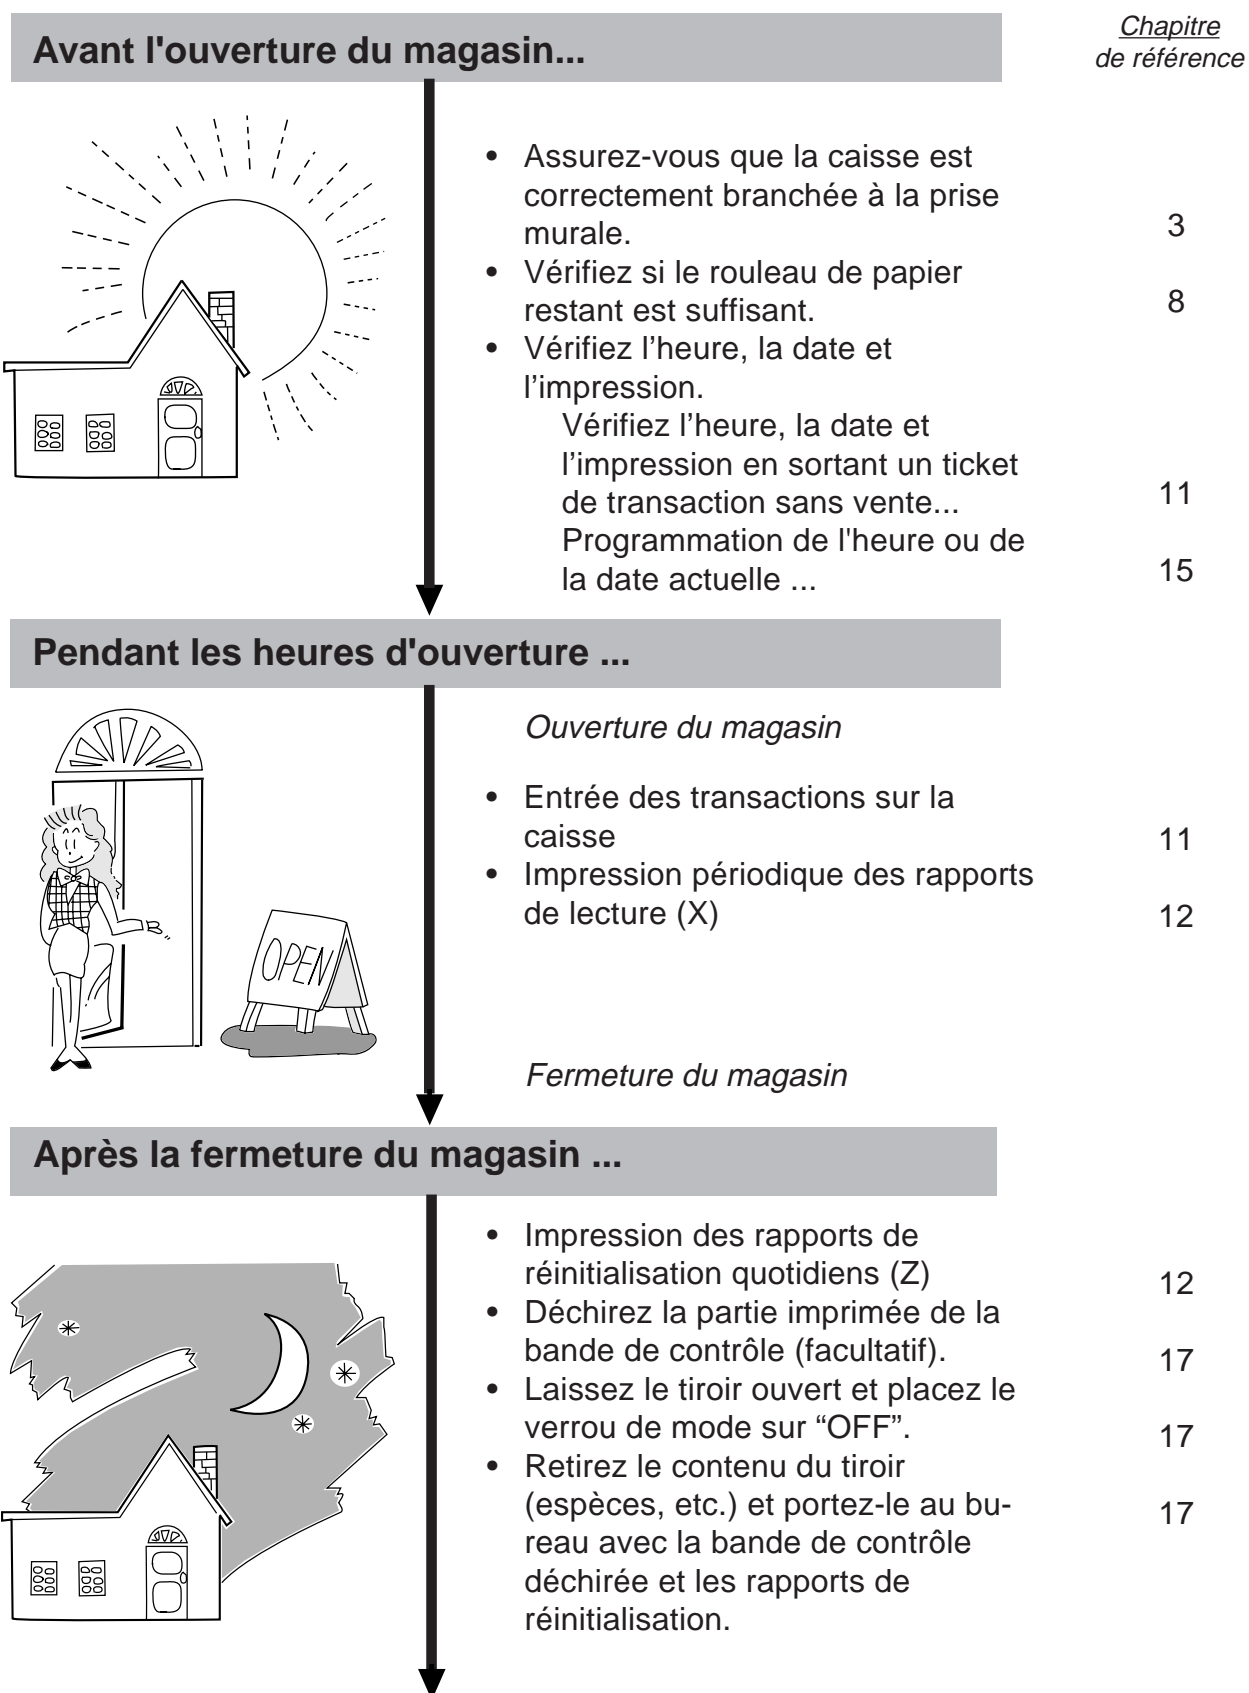 Avant l'ouverture du magasin...
Chapitre
de référence
• Assurez-vous que la caisse est
correctement branchée à la prise
murale.
3
• Vérifiez si le rouleau de papier
restant est suffisant.
8
• Vérifiez l’heure, la date et
l’impression.
Vérifiez l’heure, la date et
l’impression en sortant un ticket
de transaction sans vente...
11
Programmation de l'heure ou de
la date actuelle ...
15
Pendant les heures d'ouverture ...
Ouverture du magasin
• Entrée des transactions sur la
caisse
11
• Impression périodique des rapports
de lecture (X)
12
OPEN
Fermeture du magasin
Après la fermeture du magasin ...
• Impression des rapports de
réinitialisation quotidiens (Z)
12
• Déchirez la partie imprimée de la
bande de contrôle (facultatif).
17
• Laissez le tiroir ouvert et placez le
verrou de mode sur “OFF”.
17
• Retirez le contenu du tiroir
(espèces, etc.) et portez-le au bu-
17
reau avec la bande de contrôle
déchirée et les rapports de
réinitialisation.